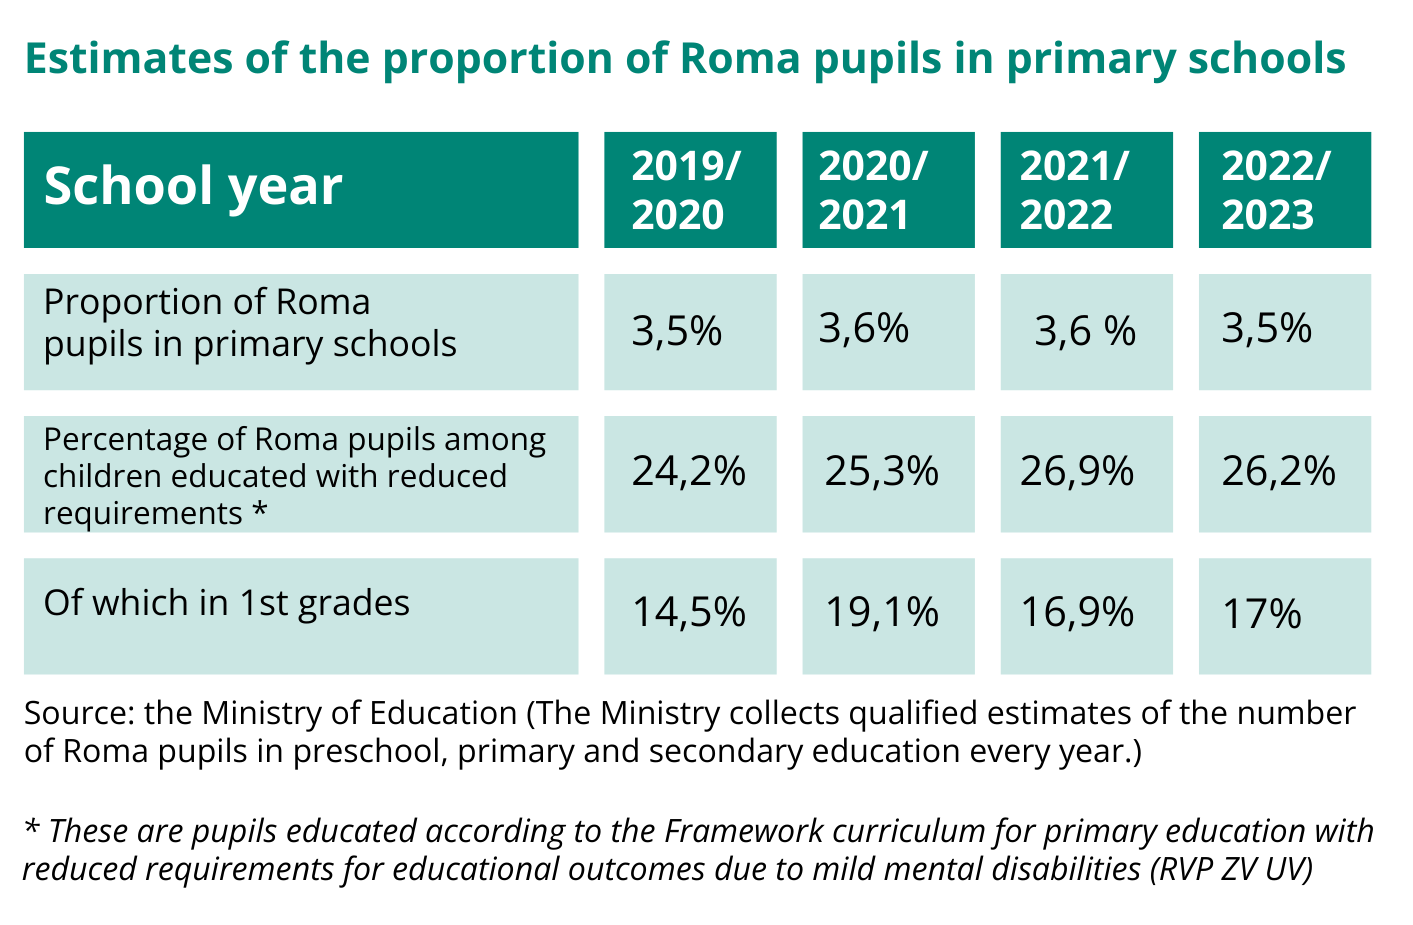 Estimates of the proportion of Roma pupils in primary schools
School year
2019/
2020
2020/
2021
2021/
2022
2022/
2023
Proportion of Roma
pupils in primary schools
3,5%
3,6%
3,6 %
3,5%
Percentage of Roma pupils among
children educated with reduced
requirements *
24,2%
25,3%
26,9%
26,2%
Of which in 1st grades
14,5%
19,1%
16,9%
17%
Source: the Ministry of Education (The Ministry collects qualified estimates of the number
of Roma pupils in preschool, primary and secondary education every year.)
* These are pupils educated according to the Framework curriculum for primary education with
reduced requirements for educational outcomes due to mild mental disabilities (RVP ZV UV)